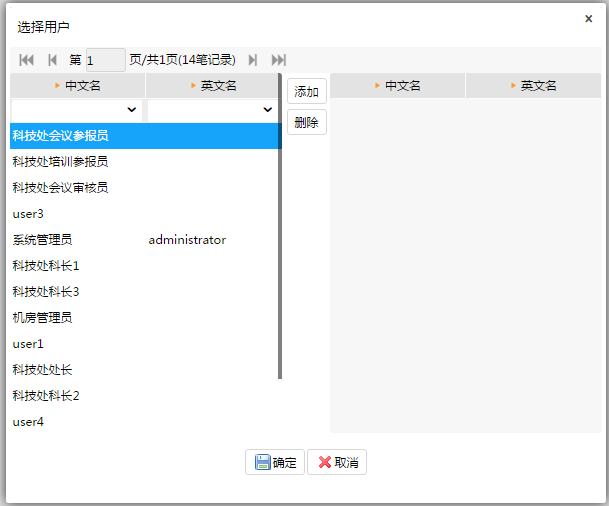 选择用户
×
第 1 页/共1页(14笔记录)
中文名 英文名
添加
中文名 英文名
删除
科技处会议参报员
科技处培训参报员
科技处会议审核员
user3
系统管理员 administrator
科技处科长1
科技处科长3
机房管理员
user1
科技处处长
科技处科长2
user4
确定 取消